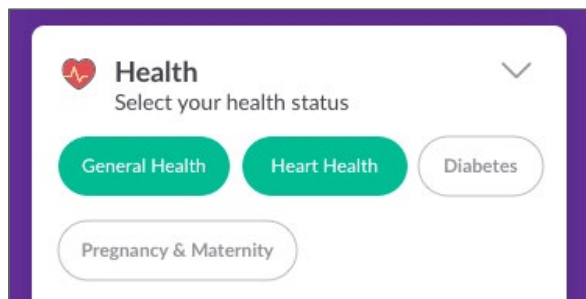 Health
Select your health status
General Health Heart Health Diabetes
Pregnancy & Maternity